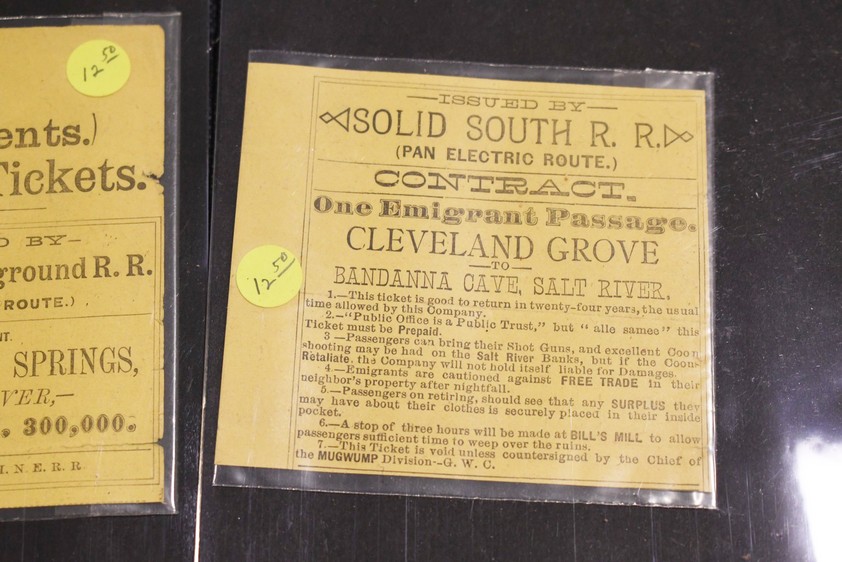 12 50
ents.)
Tickets.
D BY—
ground R. R.
ROUTE.)
NT.
SPRINGS,
VER,—
. 300,000.
I. N. E. R. R
12 50
—ISSUED BY—
SOLID SOUTH R. R.
(PAN ELECTRIC ROUTE.)
CONTRACT.
One Emigrant Passage.
CLEVELAND GROVE
—TO—
BANDANNA CAVE, SALT RIVER.
1.—This ticket is good to return in twenty-four years, the usual
time allowed by this Company.
2.—"Public Office is a Public Trust," but "alle samee" this
Ticket must be Prepaid.
3—Passengers can bring their Shot Guns, and excellent Coon
shooting may be had on the Salt River Banks, but if the Coons
Retaliate. the Company will not hold itself liable for Damages.
4.—Emigrants are cautioned against FREE TRADE in their
neighbor's property after nightfall.
5.—Passengers on retiring, should see that any SURPLUS they
may have about their clothes is securely placed in their inside
pocket.
6.—A stop of three hours will be made at BILL'S MILL to allow
passengers sufficient time to weep over the ruins.
7.—This Ticket is void unless countersigned by the Chief of
the MUGWUMP Division--G. W. C.